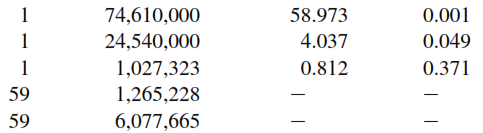 1 74,610,000 58.973 0.001
1 24,540,000 4.037 0.049
1 1,027,323 0.812 0.371
59 1,265,228 — —
59 6,077,665 — —